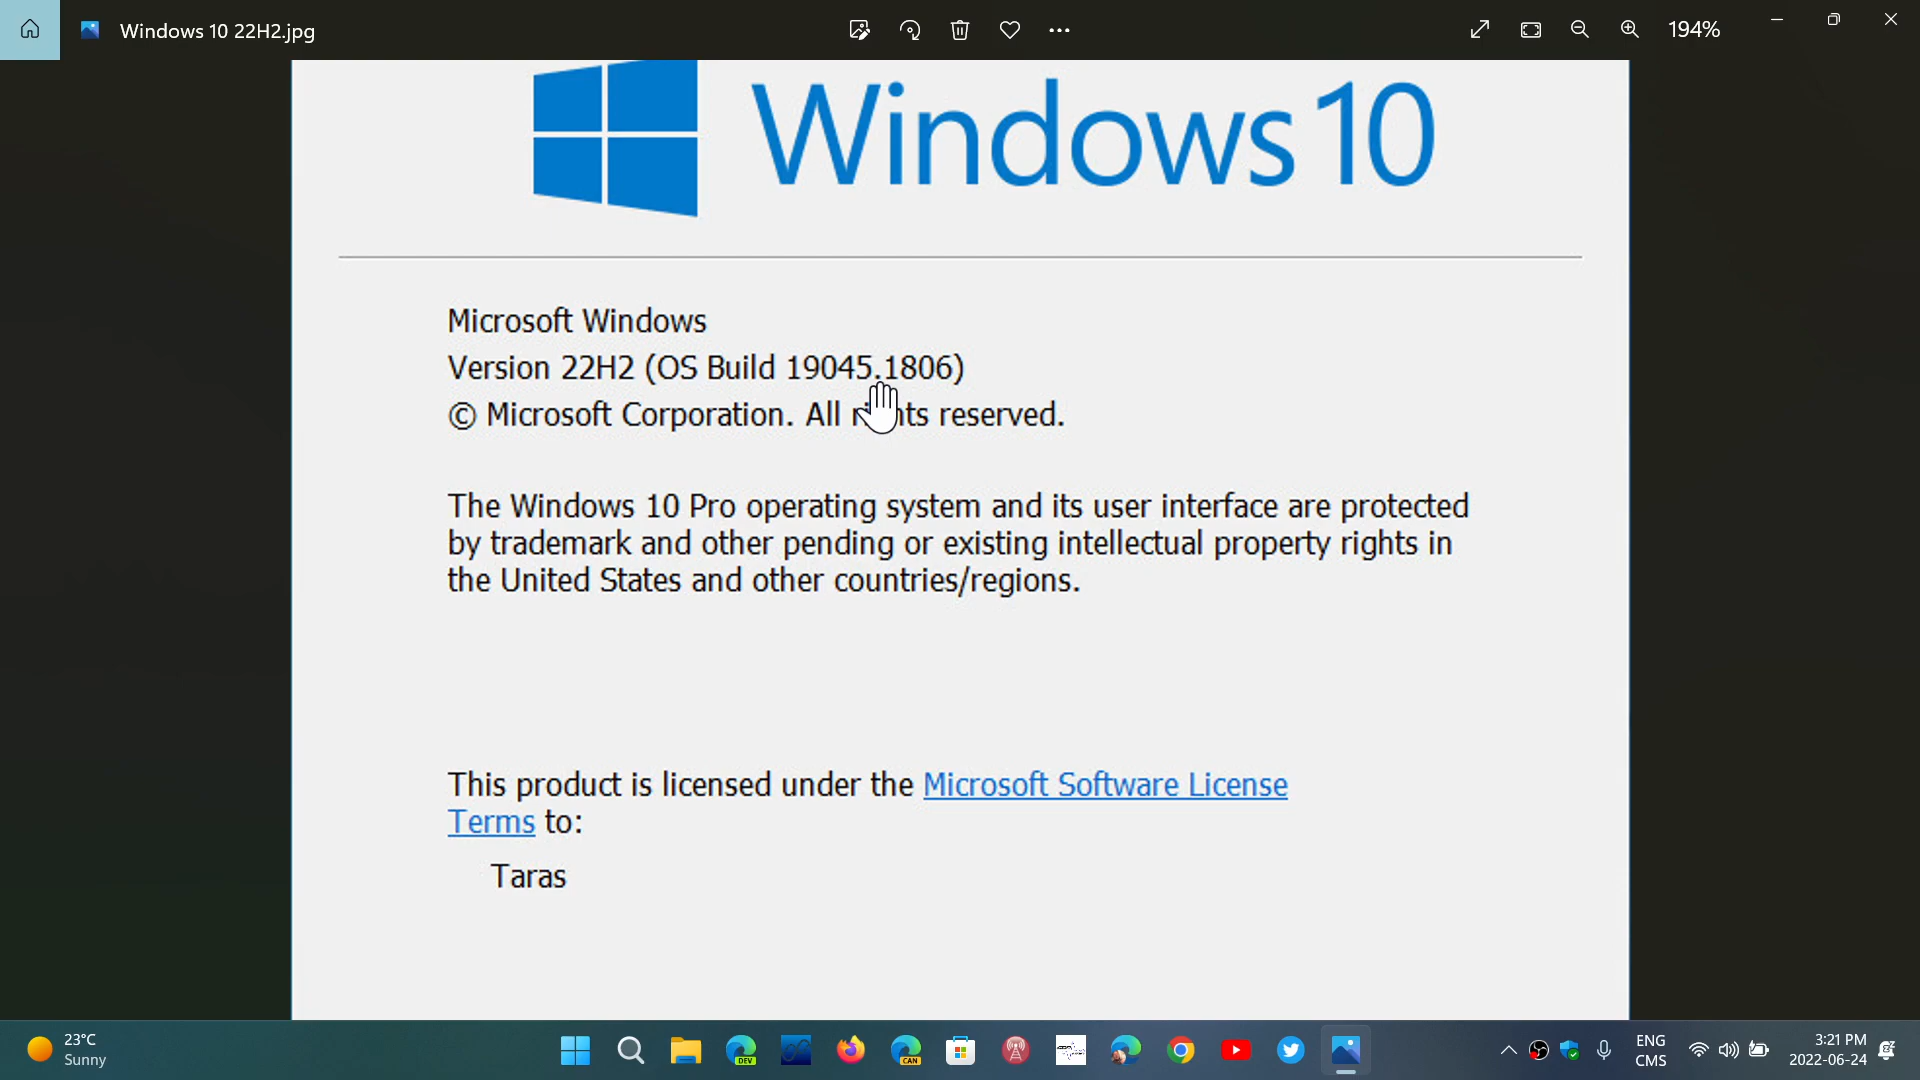 Windows 10 22H2.jpg
194%
Windows 10
Microsoft Windows
Version 22H2 (OS Build 19045.1806)
© Microsoft Corporation. All rights reserved.
The Windows 10 Pro operating system and its user interface are protected
by trademark and other pending or existing intellectual property rights in
the United States and other countries/regions.
This product is licensed under the Microsoft Software License
Terms to:
Taras
23°C
Sunny
DEV
CAN
ENG
CMS
3:21 PM
2022-06-24